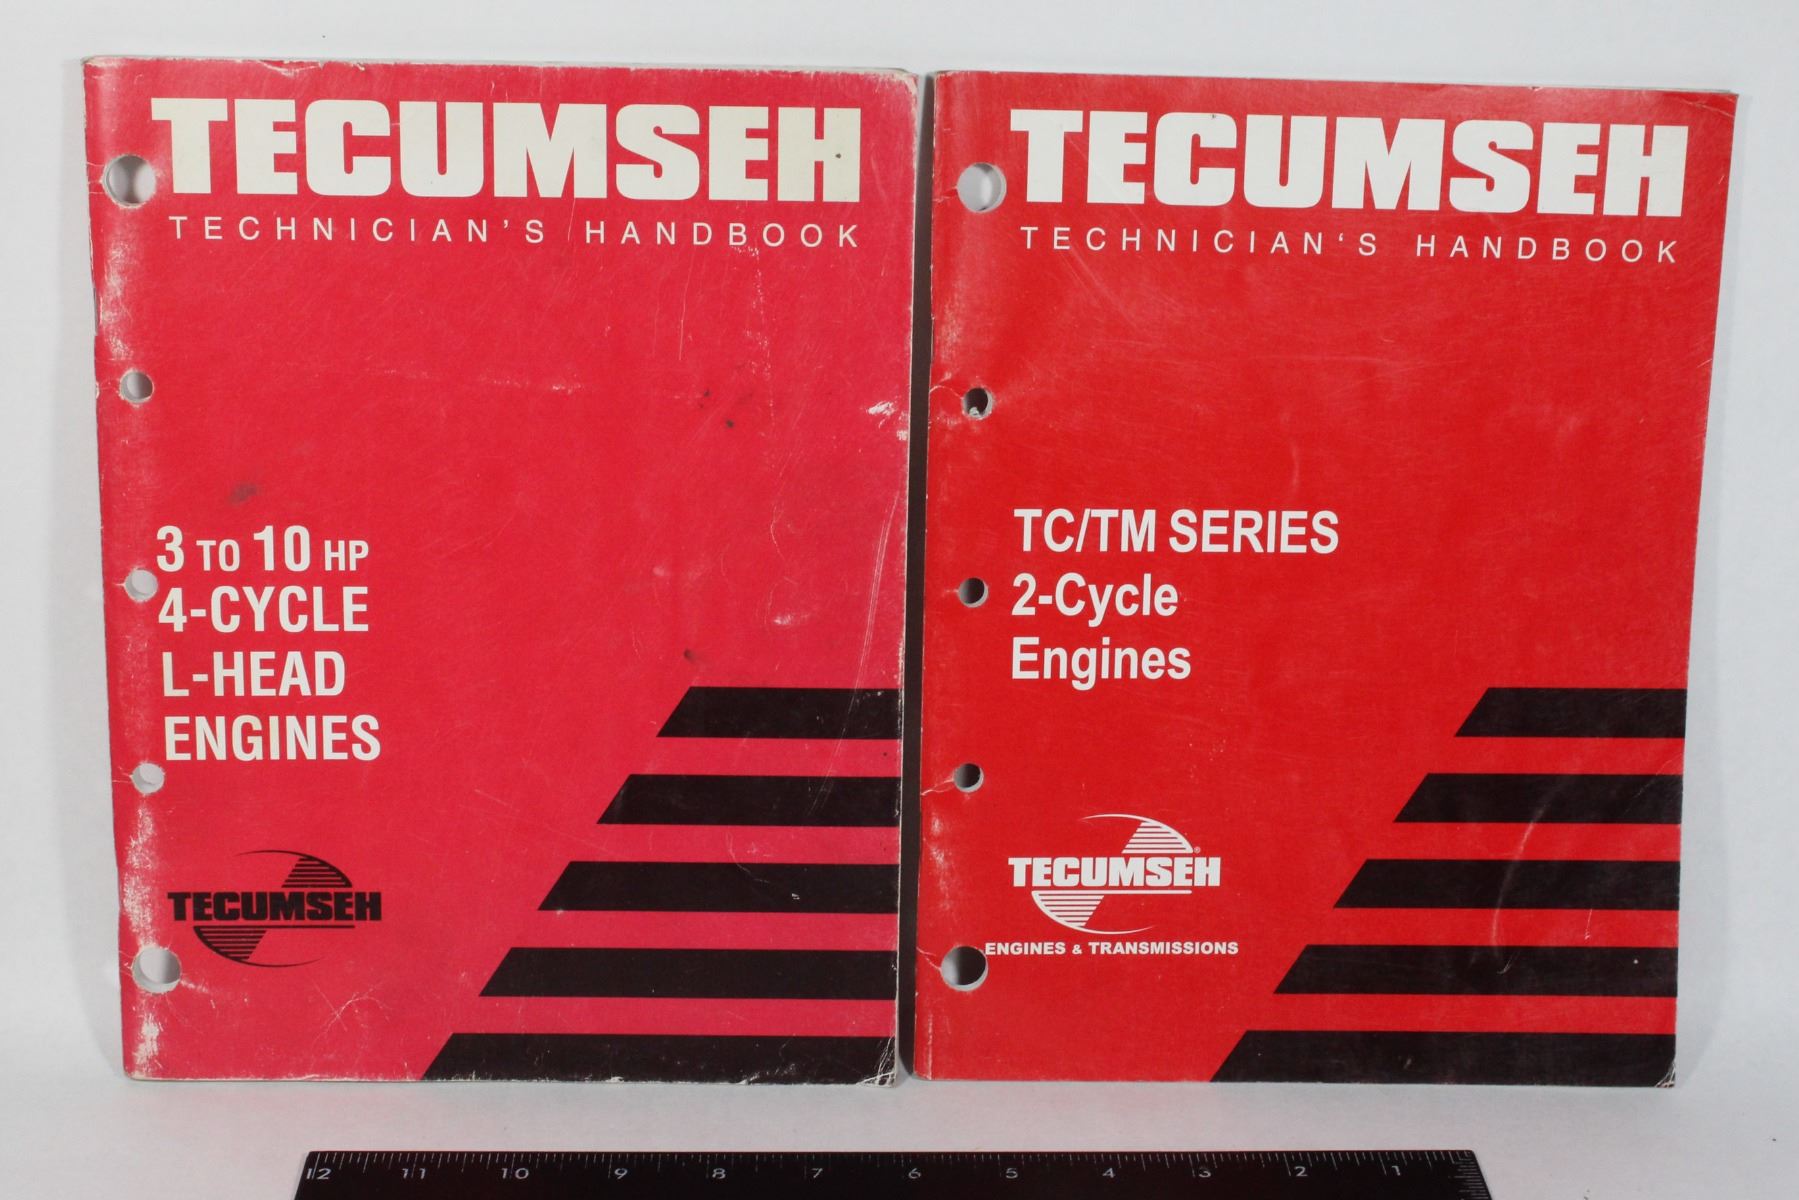 TECUMSEH
TECHNICIAN'S HANDBOOK
3 TO 10 HP
4-CYCLE
L-HEAD
ENGINES
TECUMSEH
TECUMSEH
TECHNICIAN‘S HANDBOOK
TC/TM SERIES
2-Cycle
Engines
TECUMSEH®
ENGINES & TRANSMISSIONS
12 11 10 9 8 7 6 5 4 3 2 1